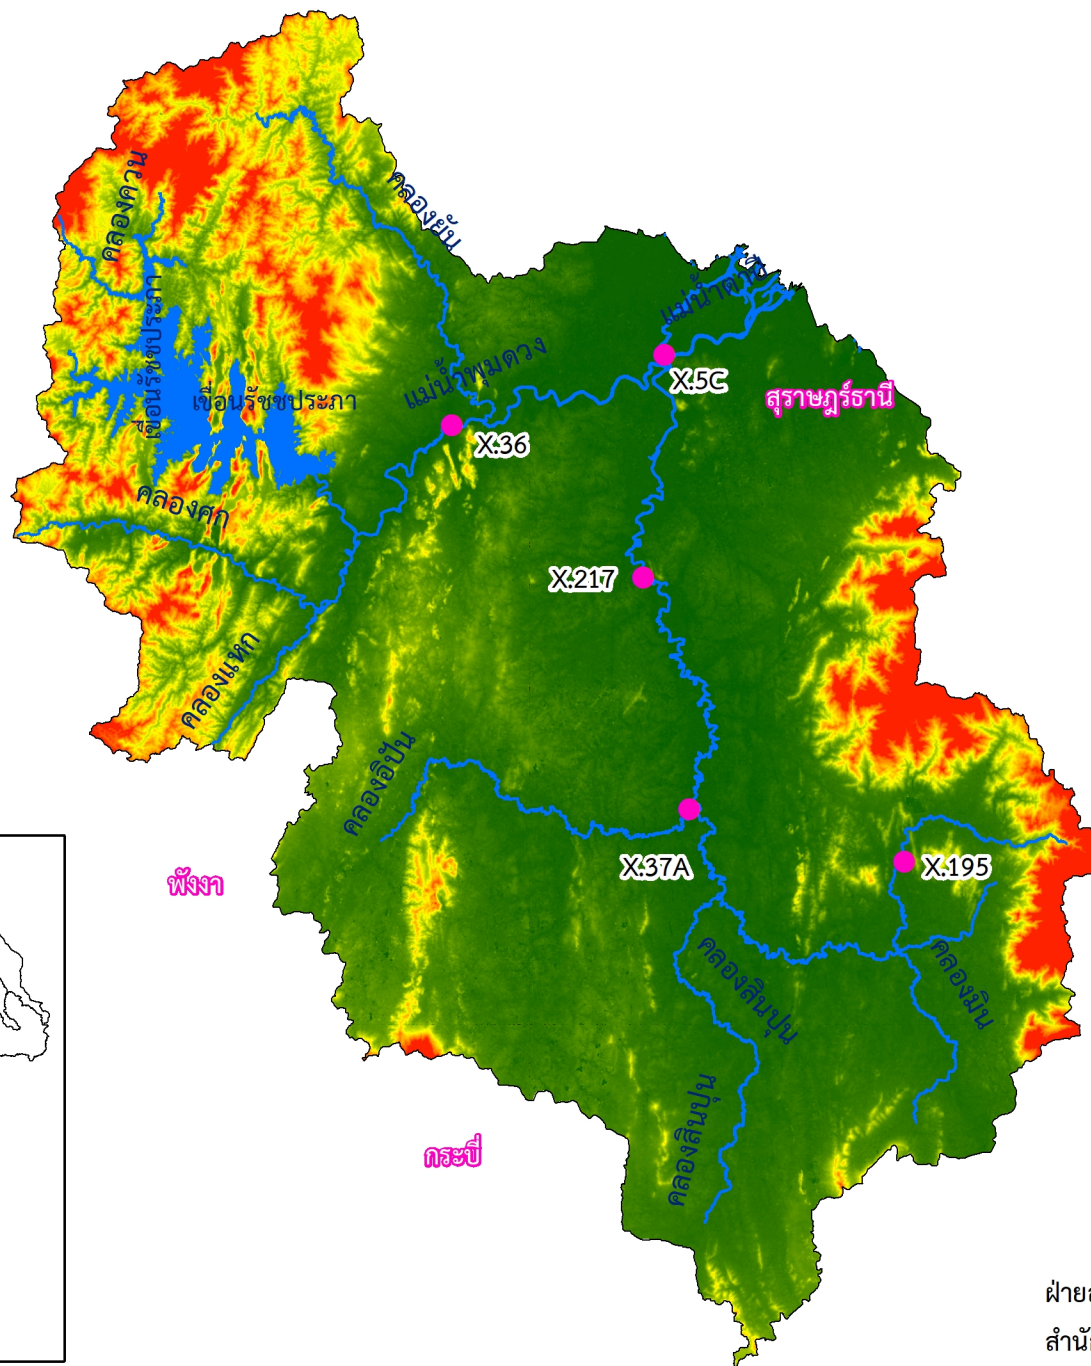 คลองควน
คลองยัน
แม่น้ำตาปี
เขื่อนรัชชประภา
แม่น้ำพุมดวง
X.5C
สุราษฎร์ธานี
เขื่อนรัชชประภา
X.36
คลองศก
X.217
คลองแหก
คลองอิปัน
X.37A
X.195
พังงา
คลองสินปุน
คลองมิน
คลองสินปุน
กระบี่